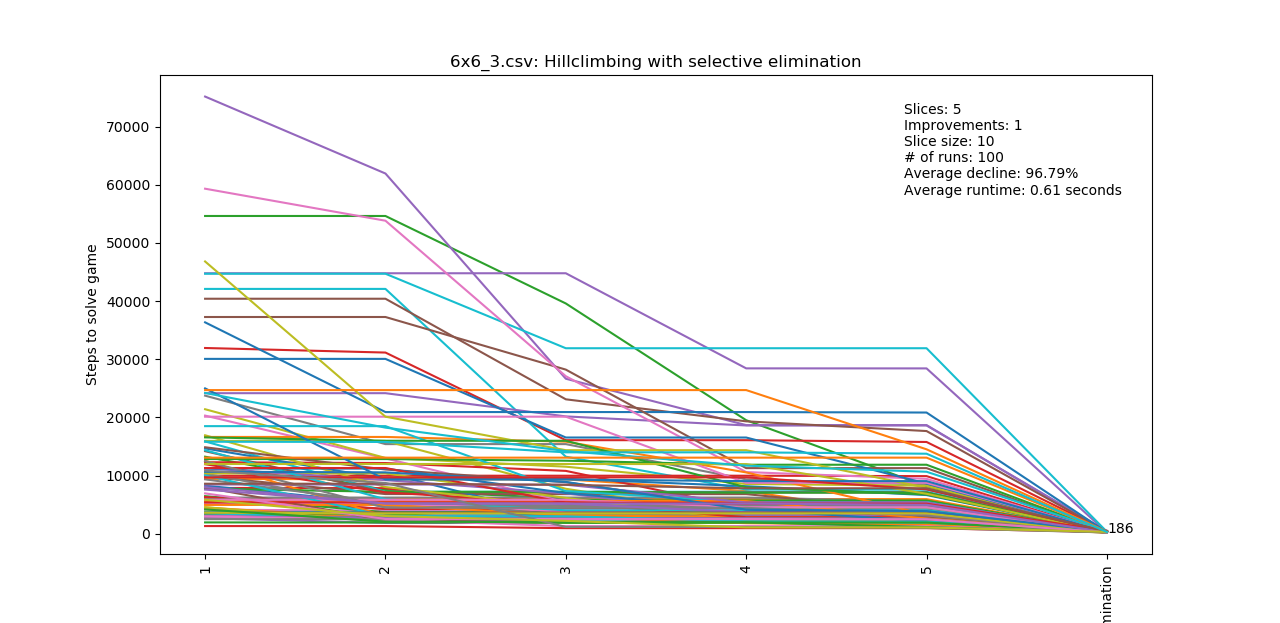 6x6_3.csv: Hillclimbing with selective elimination
Slices: 5
Improvements: 1
Slice size: 10
# of runs: 100
Average decline: 96.79%
Average runtime: 0.61 seconds
Steps to solve game
70000
60000
50000
40000
30000
20000
10000
0
186
1
2
3
4
5
mination